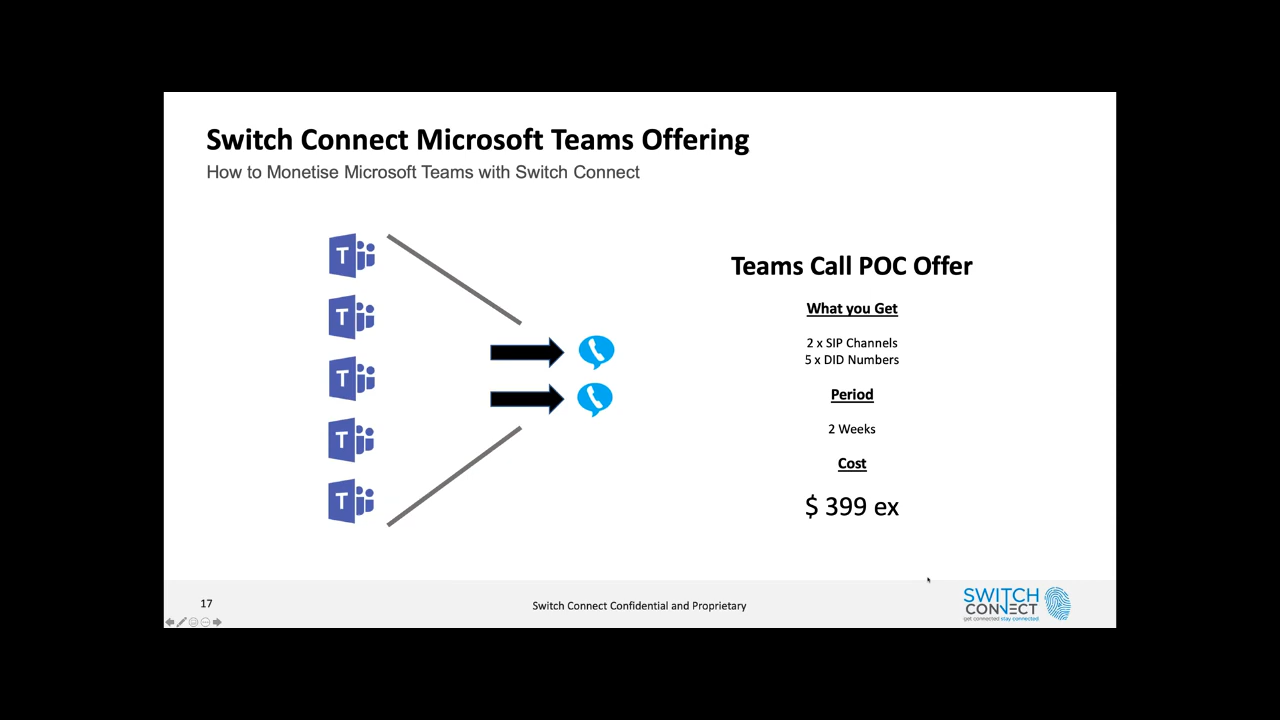 Switch Connect Microsoft Teams Offering
How to Monetise Microsoft Teams with Switch Connect
T
T
T
T
T
Teams Call POC Offer
What you Get
2 x SIP Channels
5 x DID Numbers
Period
2 Weeks
Cost
$ 399 ex
17
Switch Connect Confidential and Proprietary
SWITCH
CONNECT
get connected stay connected